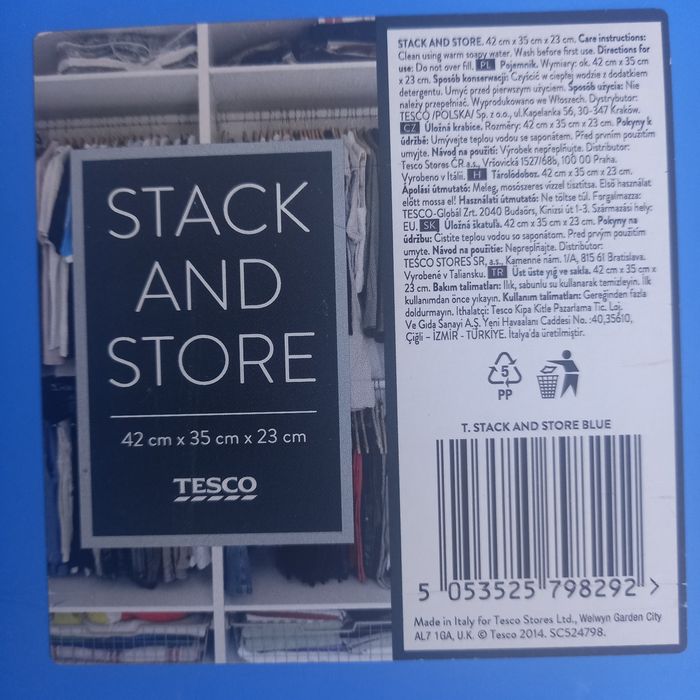 STACK
AND
STORE
42 cm x 35 cm x 23 cm
TESCO
STACK AND STORE. 42 cm x 35 cm x 23 cm. Care instructions:
Clean using warm soapy water. Wash before first use. Directions for
use: Do not over fill. PL Pojemnik. Wymiary: ok. 42 cm x 35 cm
x 23 cm. Sposób konserwacji: Czyścić w ciepłej wodzie z dodatkiem
detergentu. Umyć przed pierwszym użyciem. Sposób użycia: Nie
należy przepełniać. Wyprodukowano we Włoszech. Dystrybutor:
TESCO /POLSKA/ Sp. z o.o., ul.Kapelanka 56, 30-347 Kraków.
CZ Úložná krabice. Rozměry: 42 cm x 35 cm x 23 cm. Pokyny k
údržbě: Umývejte teplou vodou se saponátem. Před prvním použitím
umyjte. Návod na použití: Výrobek nepřeplňujte. Distributor:
Tesco Stores ČR a.s., Vršovická 1527/68b, 100 00 Praha.
Vyrobeno v Itálii. H Tárolódoboz. 42 cm x 35 cm x 23 cm.
Ápolási útmutató: Meleg, mosószeres vízzel tisztítsa. Első használat
előtt mossa el! Használati útmutató: Ne töltse túl. Forgalmazza:
TESCO-Globál Zrt. 2040 Budaörs, Kinizsi út 1-3. Származási hely:
EU. SK Úložná škatuľa. 42 cm x 35 cm x 23 cm. Pokyny na
údržbu: Čistite teplou vodou so saponátom. Pred prvým použitím
umyte. Návod na použitie: Neprepĺňajte. Distribútor:
TESCO STORES SR, a.s., Kamenné nám. 1/A, 815 61 Bratislava.
Vyrobené v Taliansku. TR Üst üste yığ ve sakla. 42 cm x 35 cm x
23 cm. Bakım talimatları: Ilık, sabunlu su kullanarak temizleyin. İlk
kullanımdan önce yıkayın. Kullanım talimatları: Gereğinden fazla
doldurmayın. İthalatçı: Tesco Kipa Kitle Pazarlama Tic. Loj.
Ve Gıda Sanayi A.Ş. Yeni Havaalanı Caddesi No.:40,35610,
Çiğli – İZMİR - TÜRKİYE. İtalya'da üretilmiştir.
5
PP
T. STACK AND STORE BLUE
5 053525 798292 >
Made in Italy for Tesco Stores Ltd., Welwyn Garden City
AL7 1GA, U.K. © Tesco 2014. SC524798.